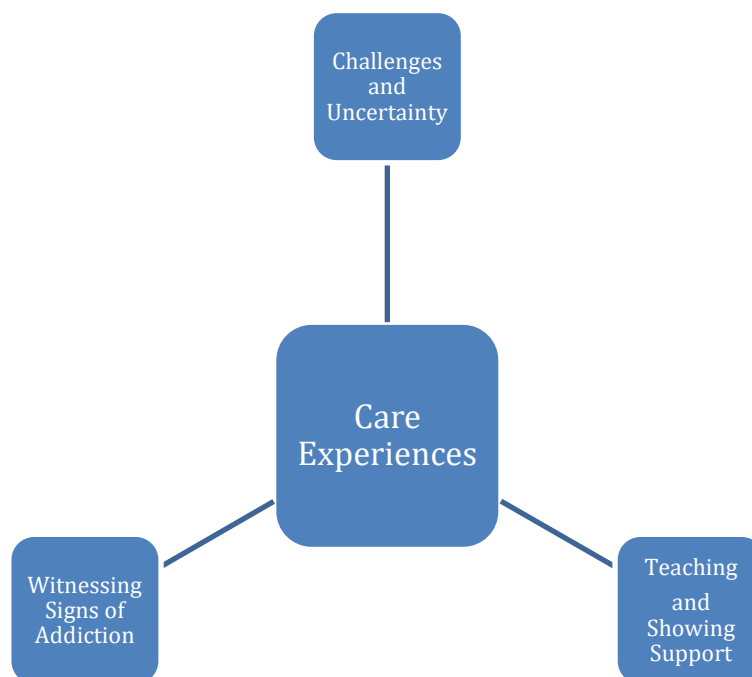 Challenges
and
Uncertainty
Care
Experiences
Witnessing
Signs of
Addiction
Teaching
and
Showing
Support